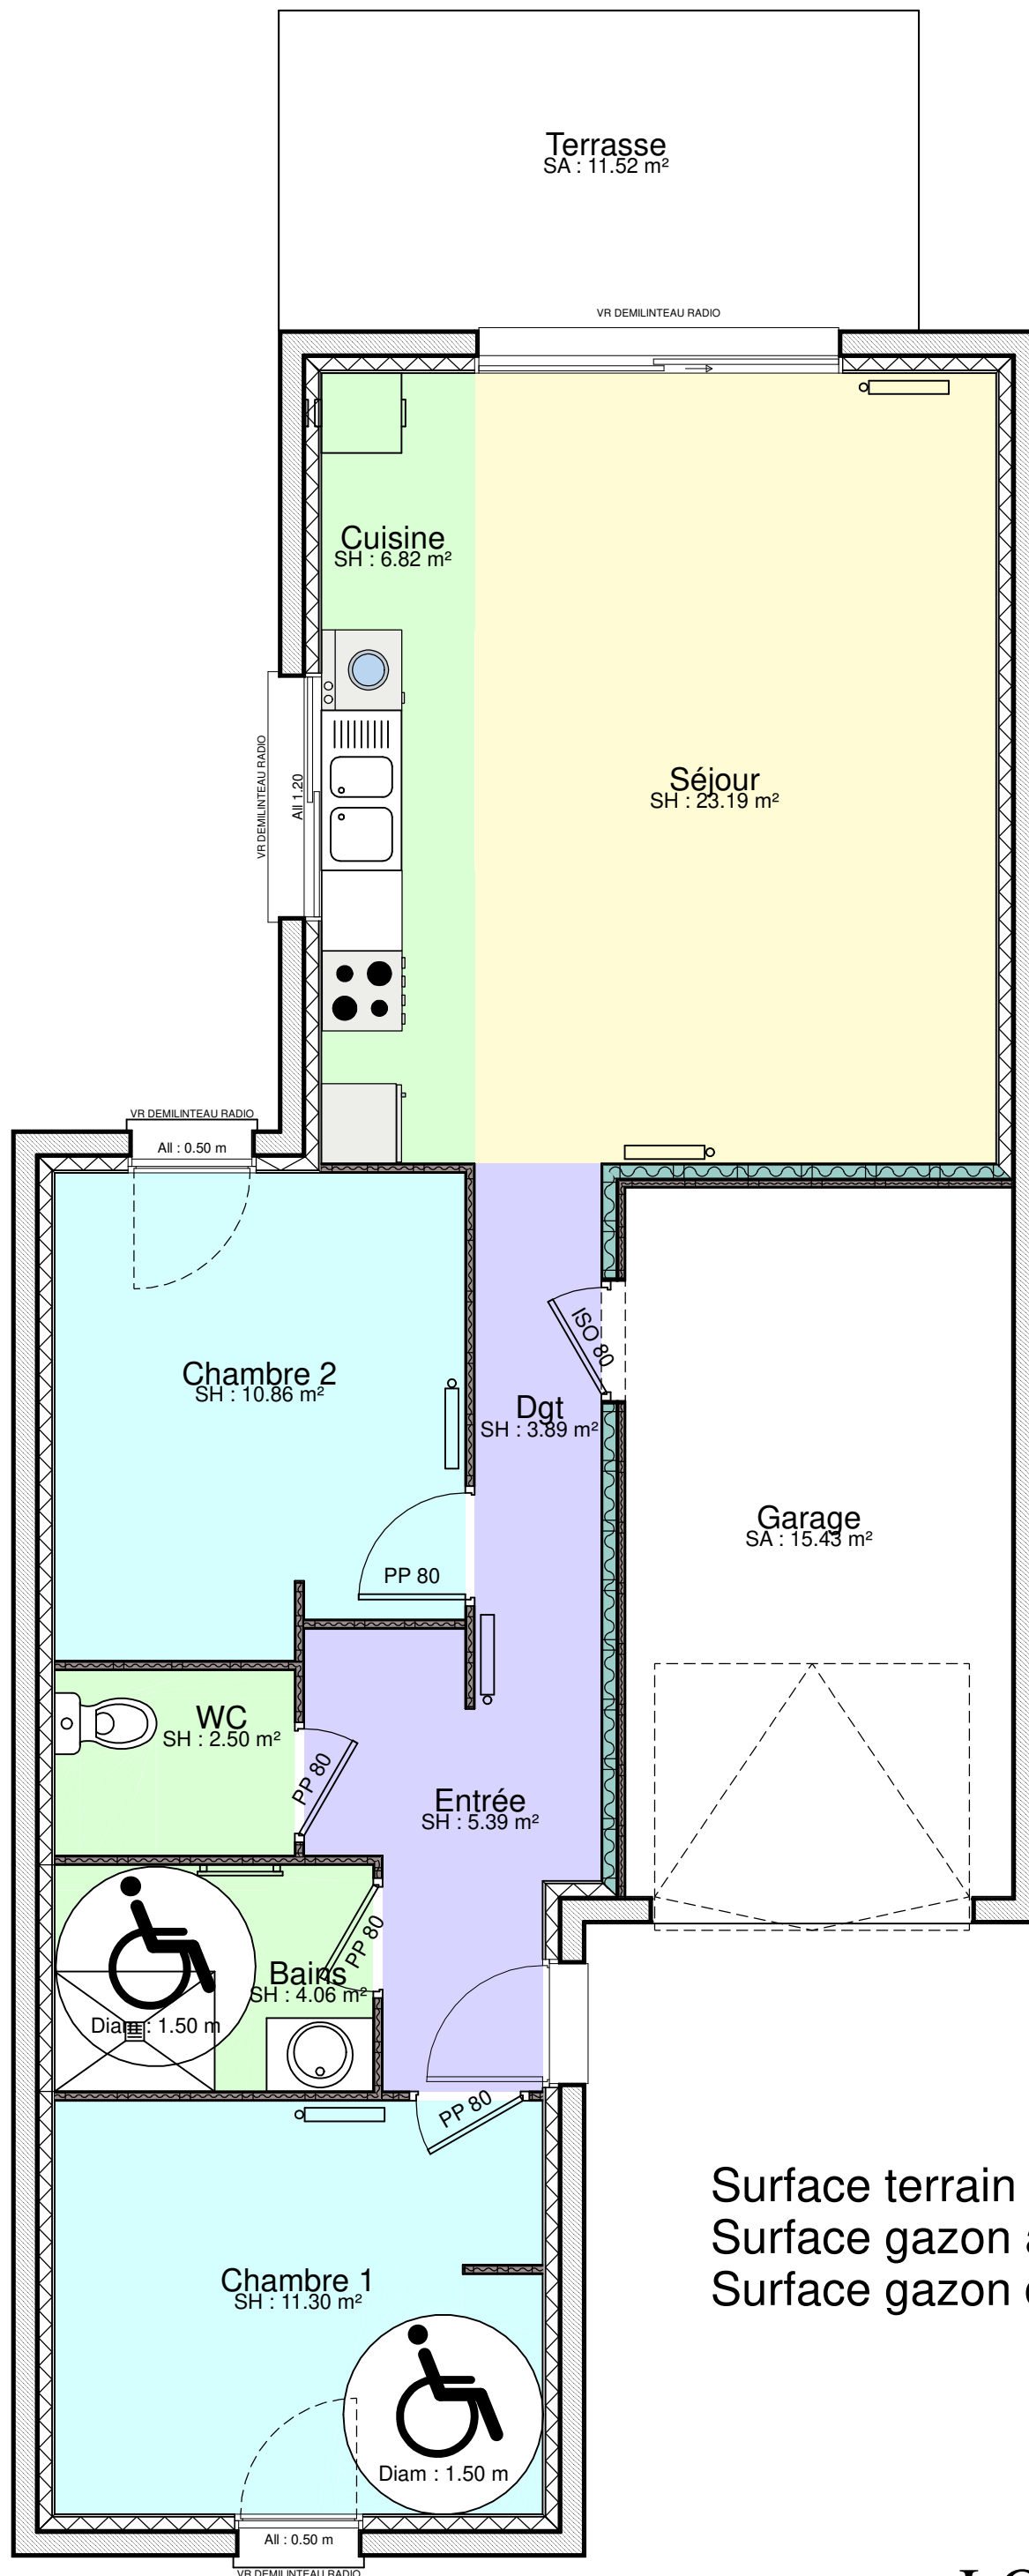 Terrasse
SA : 11.52 m²
VR DEMILINTEAU RADIO
Cuisine
SH : 6.82 m²
VR DEMILINTEAU RADIO
All 1.20
Séjour
SH : 23.19 m²
VR DEMILINTEAU RADIO
All : 0.50 m
ISO 80
Chambre 2
SH : 10.86 m²
Dgt
SH : 3.89 m²
Garage
SA : 15.43 m²
PP 80
WC
SH : 2.50 m²
PP 80
Entrée
SH : 5.39 m²
PP 80
Bains
SH : 4.06 m²
Diam : 1.50 m
PP 80
Surface terrain
Surface gazon
Surface gazon
Chambre 1
SH : 11.30 m²
Diam : 1.50 m
All : 0.50 m
VR DEMILINTEAU RADIO